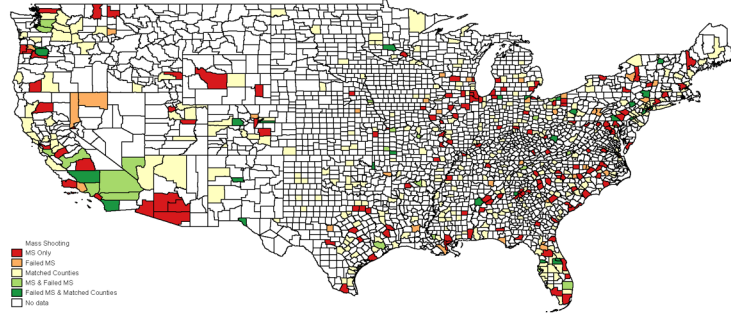 Mass Shooting
MS Only
Failed MS
Matched Counties
MS & Failed MS
Failed MS & Matched Counties
No data